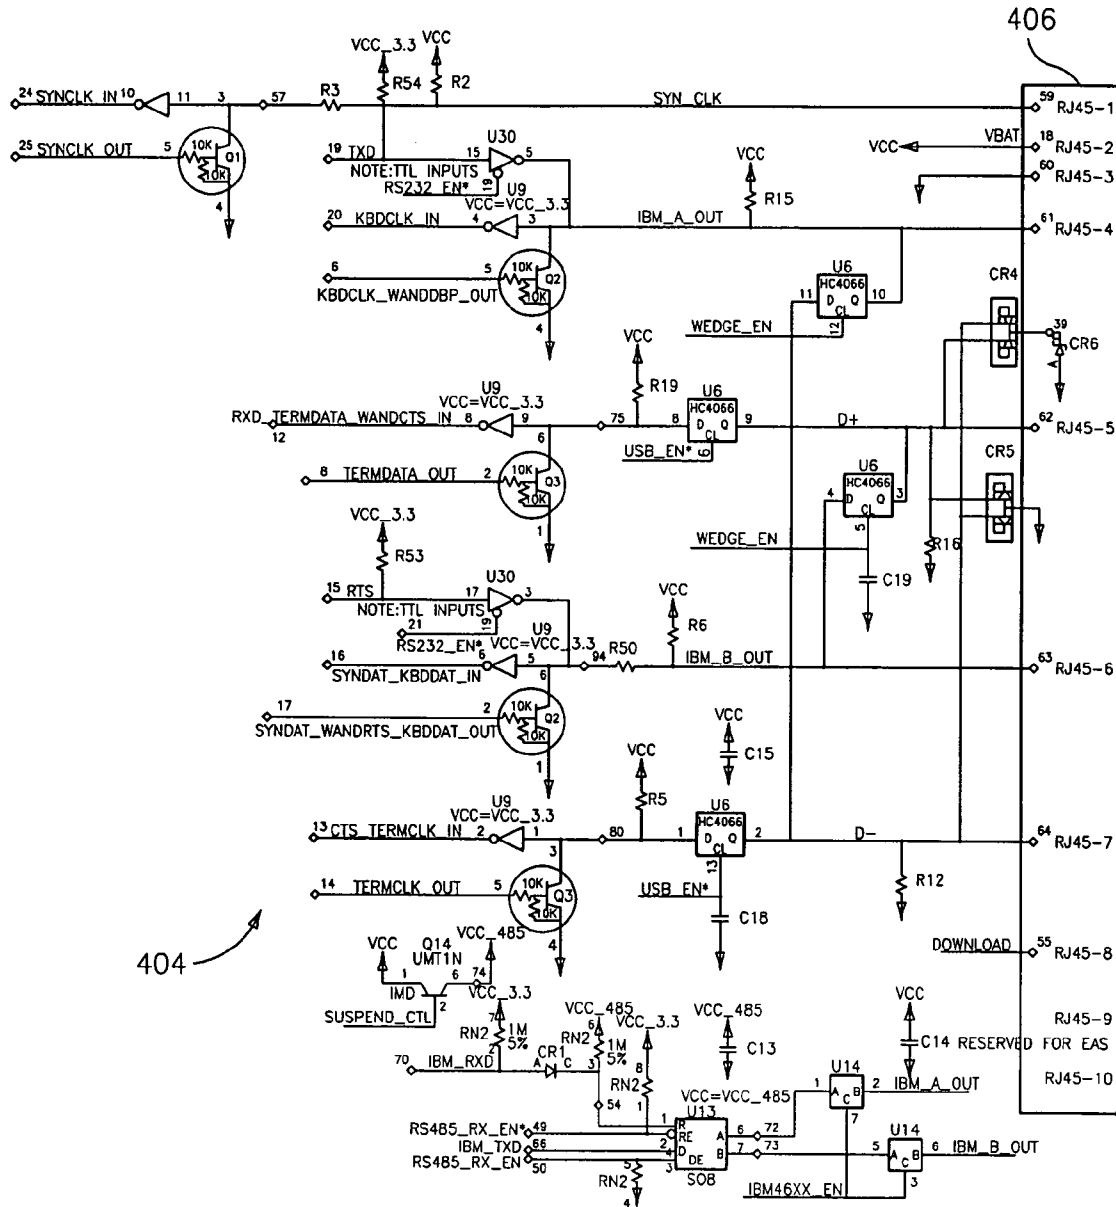 406
VCC
VCC_3.3
R54
R2
24 SYNCLK_IN 10
11
3
57
R3
SYN_CLK
59
RJ45-1
25 SYNCLK_OUT
5
10K
10K
Q1
4
19 TXD
15
U30
5
NOTE:TTL INPUTS
RS232_EN*
19
VCC
VBAT
18
RJ45-2
60
RJ45-3
U9
VCC=VCC_3.3
20
KBDCLK_IN
4
3
IBM_A_OUT
VCC
R15
61
RJ45-4
6
KBDCLK_WANDDBP_OUT
5
10K
10K
Q2
4
U6
HC4066
11
D Q
CL
10
12
WEDGE_EN
CR4
39
CR6
A
VCC
R19
U9
VCC=VCC_3.3
RXD_TERMDATA_WANDCTS_IN
12
8
9
6
75
8
U6
HC4066
D Q
CL
9
6
USB_EN*
D+
62
RJ45-5
8
TERMDATA_OUT
2
10K
10K
Q3
1
U6
HC4066
4
D Q
CL
3
5
WEDGE_EN
C19
R16
CR5
VCC_3.3
R53
15 RTS
17
U30
3
NOTE:TTL INPUTS
21
19
RS232_EN*
U9
VCC=VCC_3.3
16
SYNDAT_KBDDAT_IN
6
5
6
94
R50
VCC
R6
IBM_B_OUT
63
RJ45-6
17
SYNDAT_WANDRTS_KBDDAT_OUT
2
10K
10K
Q2
1
VCC
C15
VCC
R5
U9
VCC=VCC_3.3
13 CTS_TERMCLK_IN
2
1
3
80
1
U6
HC4066
D Q
CL
2
13
USB_EN*
C18
D-
64
RJ45-7
14
TERMCLK_OUT
5
10K
10K
Q3
4
R12
404
DOWNLOAD
55
RJ45-8
VCC
Q14
UMT1N
VCC_485
1
6
74
IMD
2
SUSPEND_CTL
VCC_3.3
7
RN2
1M
5%
2
70
IBM_RXD
A
CR1
C
VCC_485
6
RN2
1M
5%
3
VCC_3.3
8
RN2
1
54
VCC_485
C13
VCC
C14
RJ45-9
RESERVED FOR EAS
RJ45-10
VCC=VCC_485
U13
RS485_RX_EN*
49
IBM_TXD
66
RS485_RX_EN
50
1
2
4
3
R
RE
D
DE
A
B
SO8
6
7
72
73
5
RN2
4
U14
1
A C B
2
7
IBM_A_OUT
U14
5
A C B
6
3
IBM_B_OUT
IBM46XX_EN